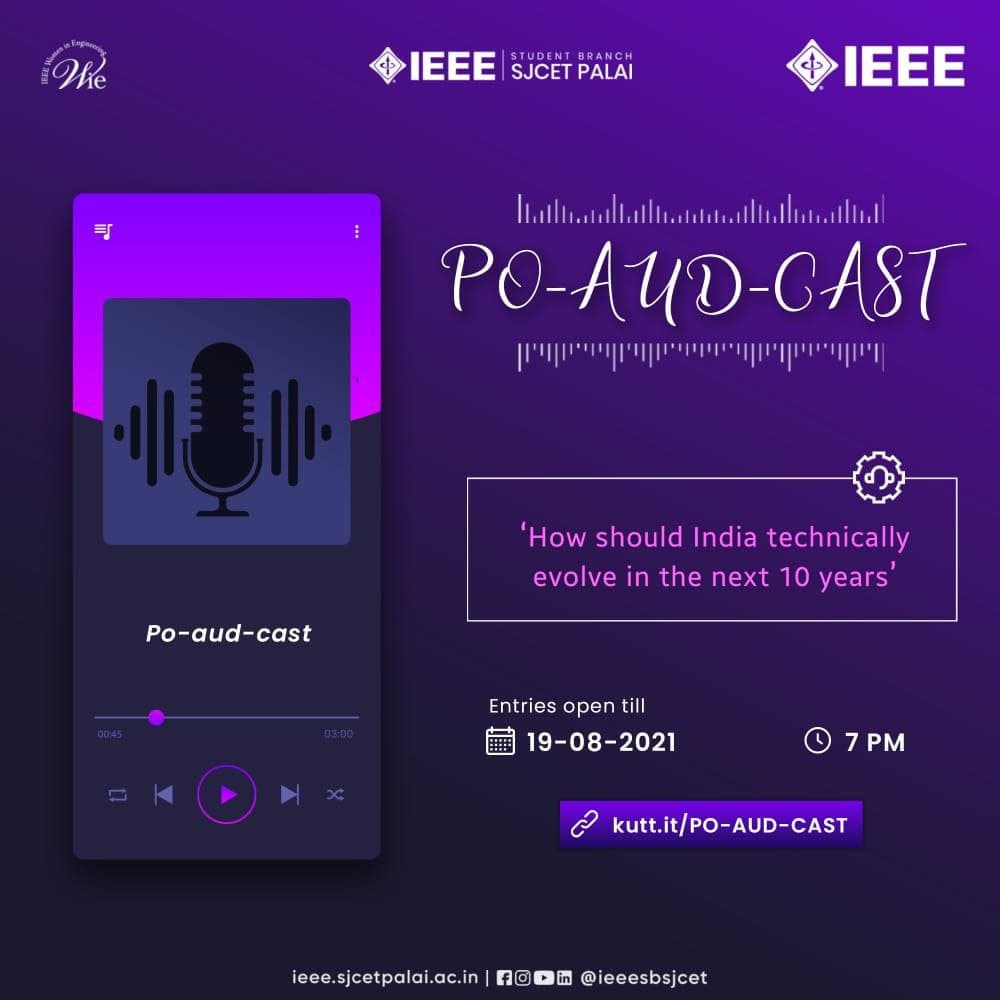 IEEE Women in Engineering
WIE
IEEE
STUDENT BRANCH
SJCET PALAI
IEEE
PO-AUD-CAST
‘How should India technically
evolve in the next 10 years’
Po-aud-cast
00:45
03:00
Entries open till
19-08-2021
7 PM
kutt.it/PO-AUD-CAST
ieee.sjcetpalai.ac.in | @ieeesbsjcet